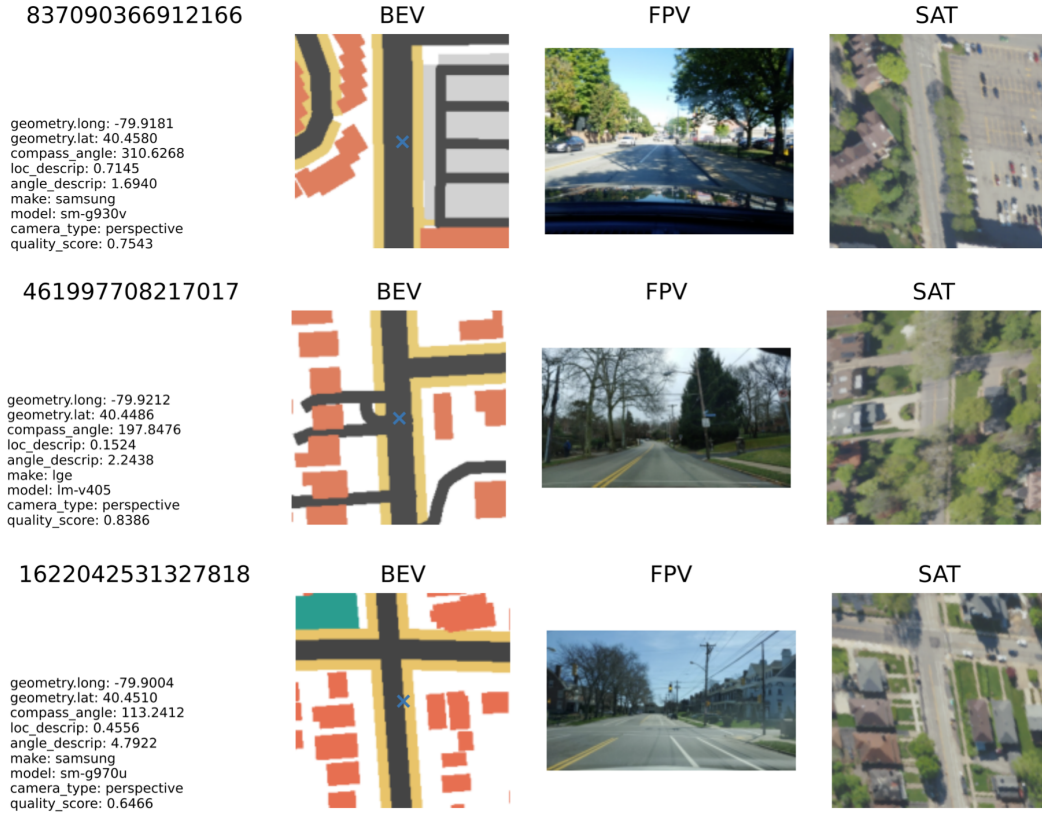 837090366912166 BEV FPV SAT
geometry.long: -79.9181
geometry.lat: 40.4580
compass_angle: 310.6268
loc_descrip: 0.7145
angle_descrip: 1.6940
make: samsung
model: sm-g930v
camera_type: perspective
quality_score: 0.7543
461997708217017 BEV FPV SAT
geometry.long: -79.9212
geometry.lat: 40.4486
compass_angle: 197.8476
loc_descrip: 0.1524
angle_descrip: 2.2438
make: lge
model: lm-v405
camera_type: perspective
quality_score: 0.8386
1622042531327818 BEV FPV SAT
geometry.long: -79.9004
geometry.lat: 40.4510
compass_angle: 113.2412
loc_descrip: 0.4556
angle_descrip: 4.7922
make: samsung
model: sm-g970u
camera_type: perspective
quality_score: 0.6466